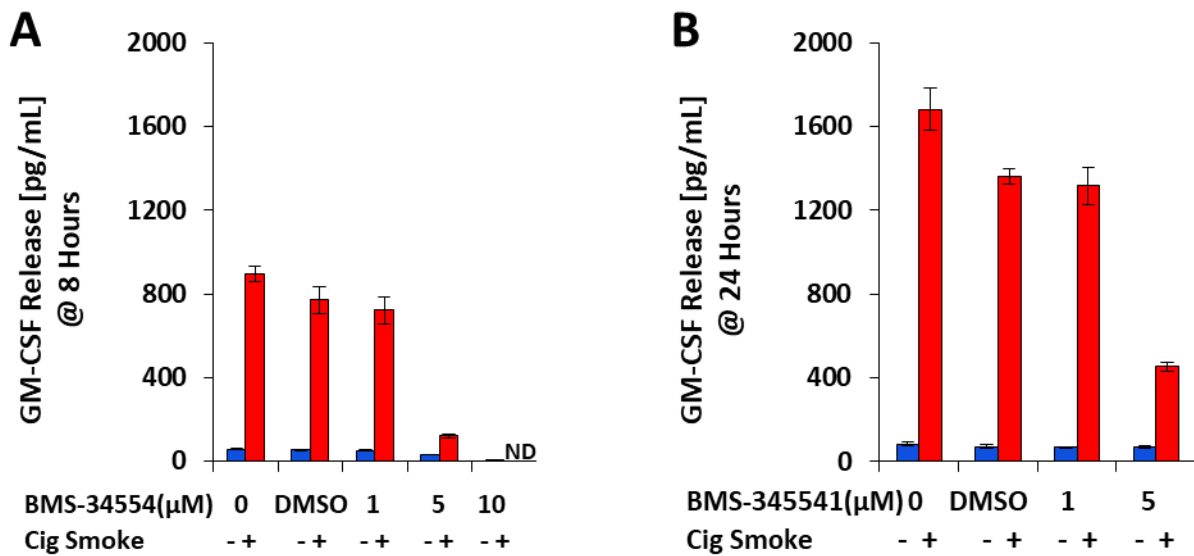 A
GM-CSF Release [pg/mL]
@ 8 Hours
2000
1600
1200
800
400
0
ND
BMS-34554(µM) 0 DMSO 1 5 10
Cig Smoke - + - + - + - + - +
B
GM-CSF Release [pg/mL]
@ 24 Hours
2000
1600
1200
800
400
0
BMS-345541(µM) 0 DMSO 1 5
Cig Smoke - + - + - + - +